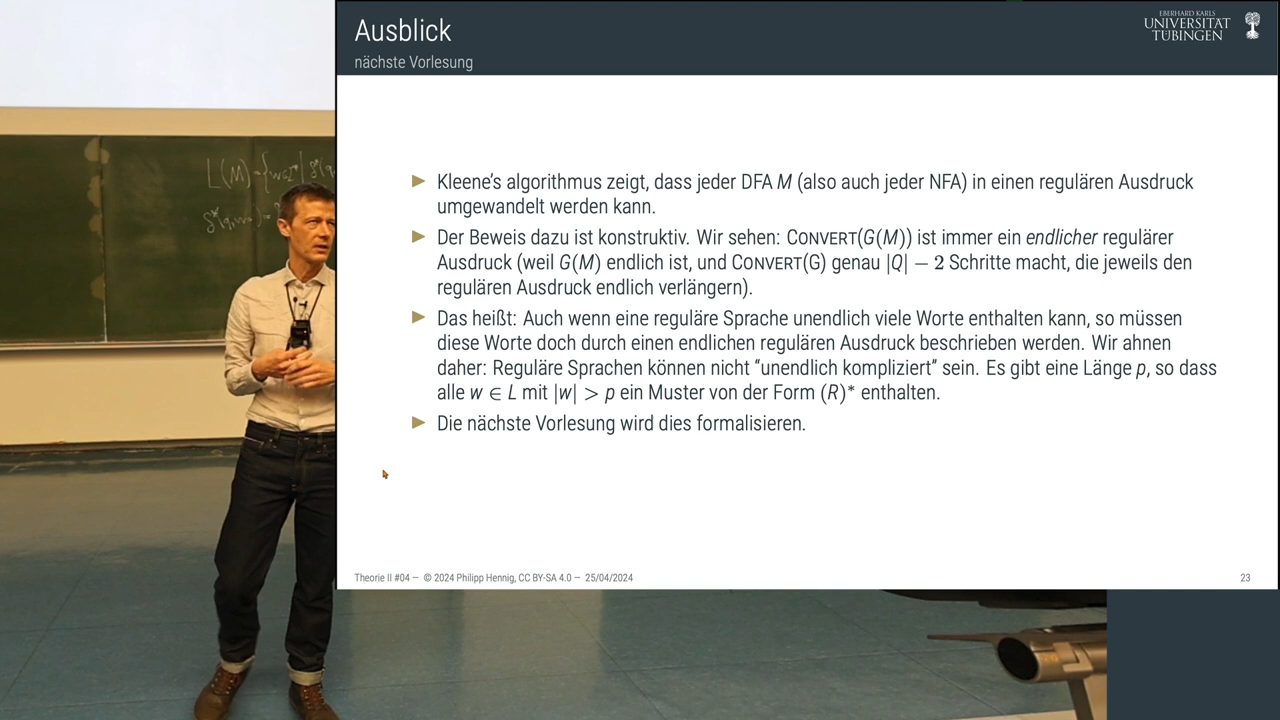 Ausblick
nächste Vorlesung
EBERHARD KARLS
UNIVERSITÄT
TÜBINGEN
L(M)
▶ Kleene's algorithmus zeigt, dass jeder DFA M (also auch jeder NFA) in einen regulären Ausdruck
umgewandelt werden kann.
▶ Der Beweis dazu ist konstruktiv. Wir sehen: CONVERT(G(M)) ist immer ein endlicher regulärer
Ausdruck (weil G(M) endlich ist, und CONVERT(G) genau |Q| − 2 Schritte macht, die jeweils den
regulären Ausdruck endlich verlängern).
▶ Das heißt: Auch wenn eine reguläre Sprache unendlich viele Worte enthalten kann, so müssen
diese Worte doch durch einen endlichen regulären Ausdruck beschrieben werden. Wir ahnen
daher: Reguläre Sprachen können nicht “unendlich kompliziert” sein. Es gibt eine Länge p, so dass
alle w ∈ L mit |w| > p ein Muster von der Form (R)* enthalten.
▶ Die nächste Vorlesung wird dies formalisieren.
Theorie II #04 — © 2024 Philipp Hennig, CC BY-SA 4.0 — 25/04/2024
23